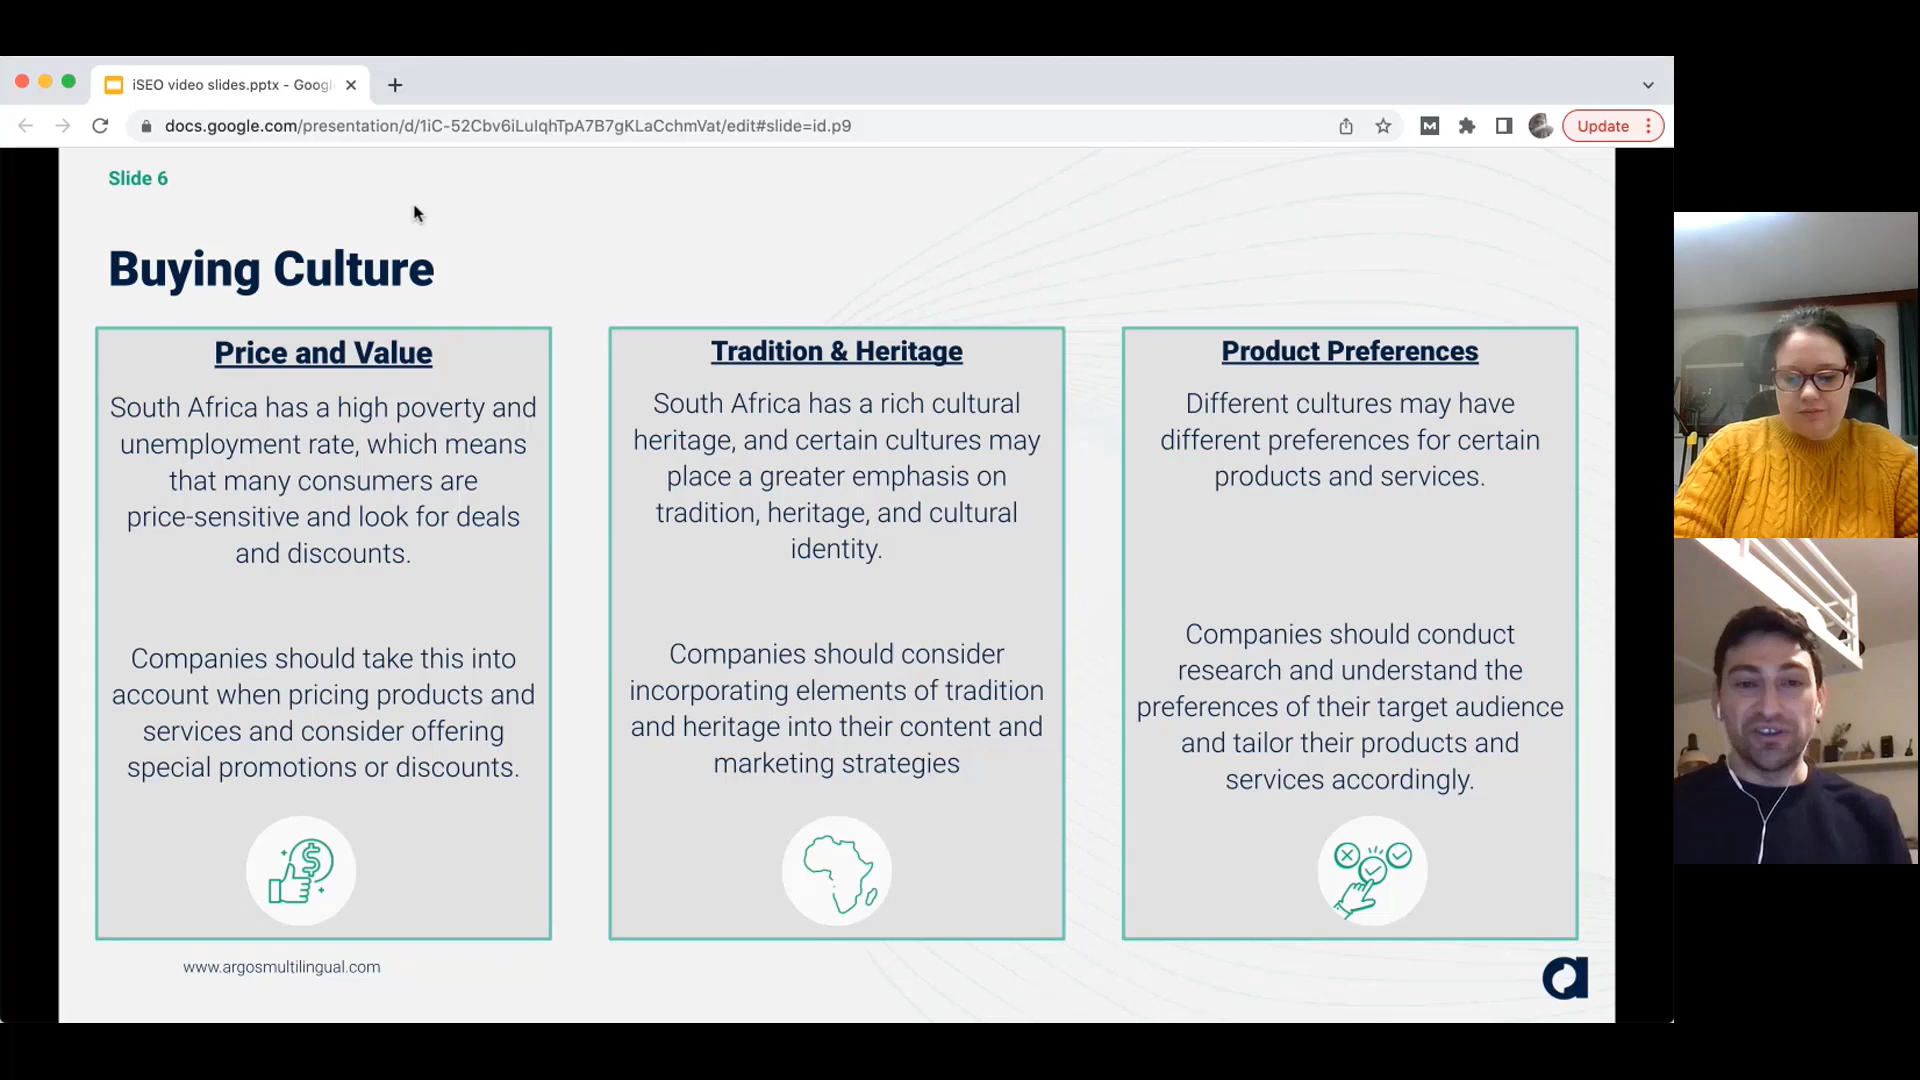 iSEO video slides.pptx - Googl
docs.google.com/presentation/d/1iC-52Cbv6iLuIqhTpA7B7gKLaCchmVat/edit#slide=id.p9
Update
Slide 6
Buying Culture
Price and Value
South Africa has a high poverty and
unemployment rate, which means
that many consumers are
price-sensitive and look for deals
and discounts.
Companies should take this into
account when pricing products and
services and consider offering
special promotions or discounts.
Tradition & Heritage
South Africa has a rich cultural
heritage, and certain cultures may
place a greater emphasis on
tradition, heritage, and cultural
identity.
Companies should consider
incorporating elements of tradition
and heritage into their content and
marketing strategies
Product Preferences
Different cultures may have
different preferences for certain
products and services.
Companies should conduct
research and understand the
preferences of their target audience
and tailor their products and
services accordingly.
www.argosmultilingual.com